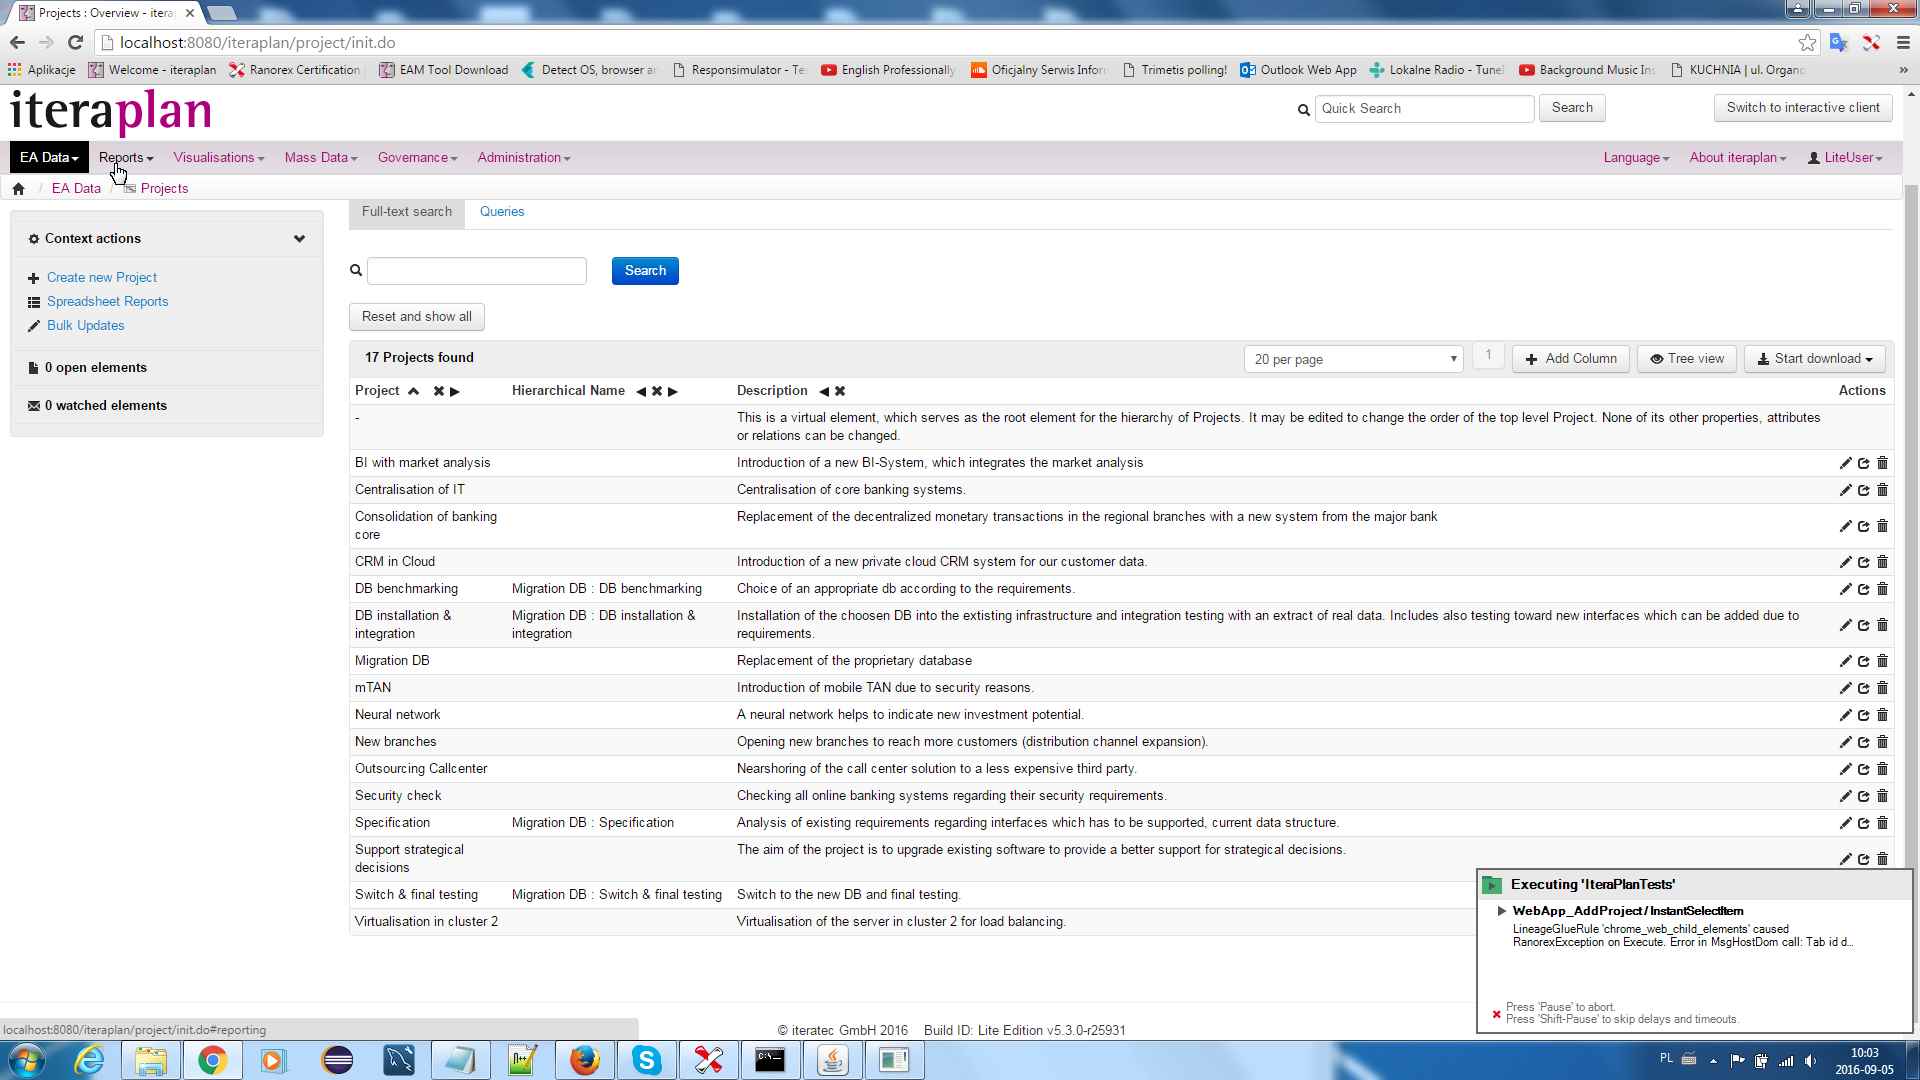 Projects : Overview - itera
localhost:8080/iteraplan/project/init.do
Aplikacje Welcome - iteraplan Ranorex Certification EAM Tool Download Detect OS, browser a Responsimulator - Te English Professionally Oficjalny Serwis Infor Trimetis polling! Outlook Web App Lokalne Radio - Tune Background Music In KUCHNIA | ul. Organ »
iteraplan
Quick Search Search Switch to interactive client
EA Data Reports Visualisations Mass Data Governance Administration Language About iteraplan LiteUser
/ EA Data / Projects
Full-text search Queries
Context actions
Create new Project
Spreadsheet Reports
Bulk Updates
0 open elements
0 watched elements
Search
Reset and show all
17 Projects found 20 per page 1 Add Column Tree view Start download
Project Hierarchical Name Description Actions
- This is a virtual element, which serves as the root element for the hierarchy of Projects. It may be edited to change the order of the top level Project. None of its other properties, attributes
or relations can be changed.
BI with market analysis Introduction of a new BI-System, which integrates the market analysis
Centralisation of IT Centralisation of core banking systems.
Consolidation of banking Replacement of the decentralized monetary transactions in the regional branches with a new system from the major bank
core
CRM in Cloud Introduction of a new private cloud CRM system for our customer data.
DB benchmarking Migration DB : DB benchmarking Choice of an appropriate db according to the requirements.
DB installation & Migration DB : DB installation & Installation of the choosen DB into the extisting infrastructure and integration testing with an extract of real data. Includes also testing toward new interfaces which can be added due to
integration integration requirements.
Migration DB Replacement of the proprietary database
mTAN Introduction of mobile TAN due to security reasons.
Neural network A neural network helps to indicate new investment potential.
New branches Opening new branches to reach more customers (distribution channel expansion).
Outsourcing Callcenter Nearshoring of the call center solution to a less expensive third party.
Security check Checking all online banking systems regarding their security requirements.
Specification Migration DB : Specification Analysis of existing requirements regarding interfaces which has to be supported, current data structure.
Support strategical The aim of the project is to upgrade existing software to provide a better support for strategical decisions.
decisions
Switch & final testing Migration DB : Switch & final testing Switch to the new DB and final testing.
Virtualisation in cluster 2 Virtualisation of the server in cluster 2 for load balancing.
Executing 'IteraPlanTests'
WebApp_AddProject / InstantSelectItem
LineageGlueRule 'chrome_web_child_elements' caused
RanorexException on Execute. Error in MsgHostDom call: Tab id d...
Press 'Pause' to abort.
Press 'Shift-Pause' to skip delays and timeouts.
localhost:8080/iteraplan/project/init.do#reporting
© iteratec GmbH 2016 Build ID: Lite Edition v5.3.0-r25931
PL 10:03
2016-09-05